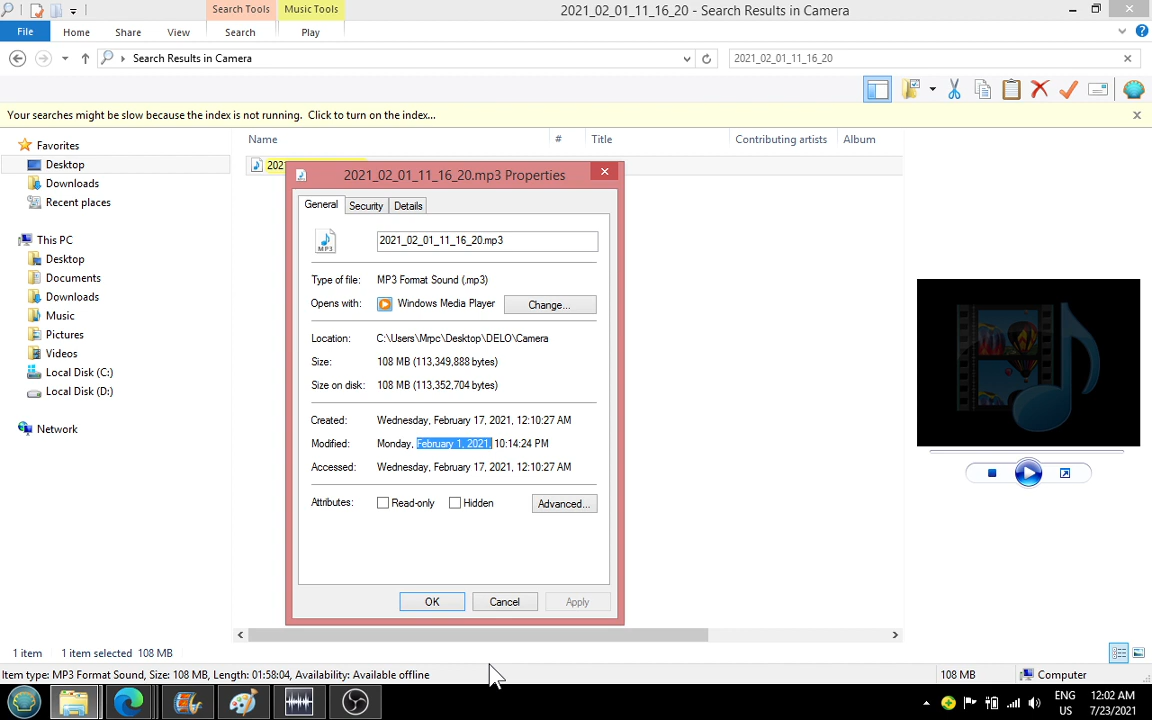 Search Tools
Music Tools
2021_02_01_11_16_20 - Search Results in Camera
File
Home
Share
View
Search
Play
Search Results in Camera
2021_02_01_11_16_20
Your searches might be slow because the index is not running.  Click to turn on the index...
Favorites
Desktop
Downloads
Recent places
This PC
Desktop
Documents
Downloads
Music
Pictures
Videos
Local Disk (C:)
Local Disk (D:)
Network
Name
#
Title
Contributing artists
Album
202
2021_02_01_11_16_20.mp3 Properties
General
Security
Details
MP3
2021_02_01_11_16_20.mp3
Type of file: MP3 Format Sound (.mp3)
Opens with: Windows Media Player Change...
Location: C:\Users\Mrpc\Desktop\DELO\Camera
Size: 108 MB (113,349,888 bytes)
Size on disk: 108 MB (113,352,704 bytes)
Created: Wednesday, February 17, 2021, 12:10:27 AM
Modified: Monday, February 1, 2021, 10:14:24 PM
Accessed: Wednesday, February 17, 2021, 12:10:27 AM
Attributes: Read-only Hidden Advanced...
OK Cancel Apply
1 item 1 item selected 108 MB
Item type: MP3 Format Sound, Size: 108 MB, Length: 01:58:04, Availability: Available offline
108 MB
Computer
ENG
US
12:02 AM
7/23/2021